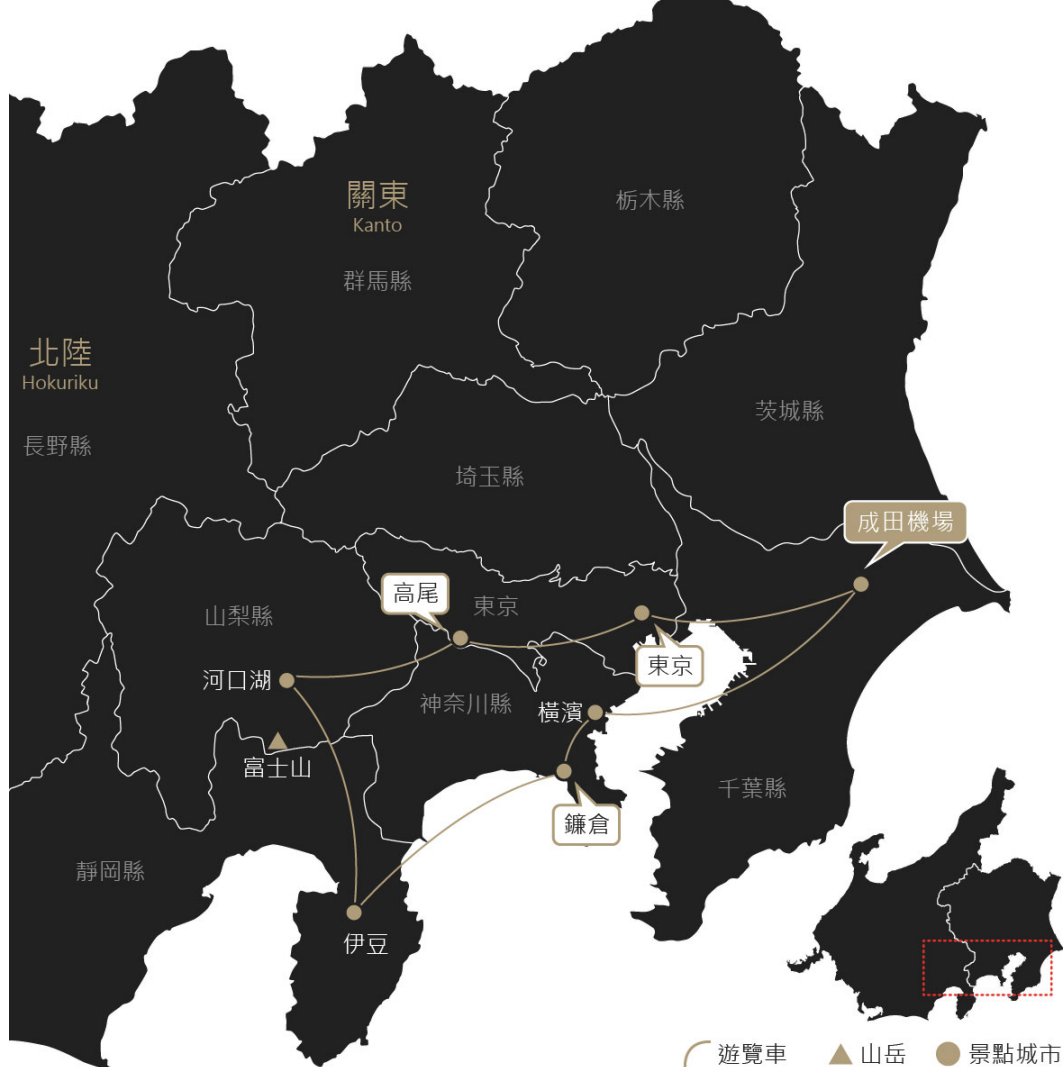 關東
Kanto
栃木縣
群馬縣
北陸
Hokuriku
長野縣
茨城縣
埼玉縣
成田機場
高尾
東京
山梨縣
東京
河口湖
神奈川縣
橫濱
富士山
千葉縣
鐮倉
靜岡縣
伊豆
遊覽車
山岳
景點城市